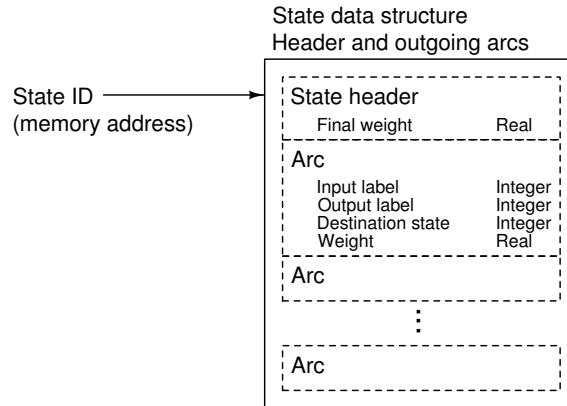 State data structure
Header and outgoing arcs
State ID
(memory address)
State header
Final weight Real
Arc
Input label Integer
Output label Integer
Destination state Integer
Weight Real
Arc
Arc